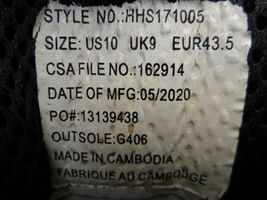 STYLE NO.:HHS171005
SIZE: US10 UK9 EUR43.5
CSA FILE NO.:162914
DATE OF MFG:05/2020
PO#:13139438
OUTSOLE:G406
MADE IN CAMBODIA
FABRIQUE AU CAMBODGE